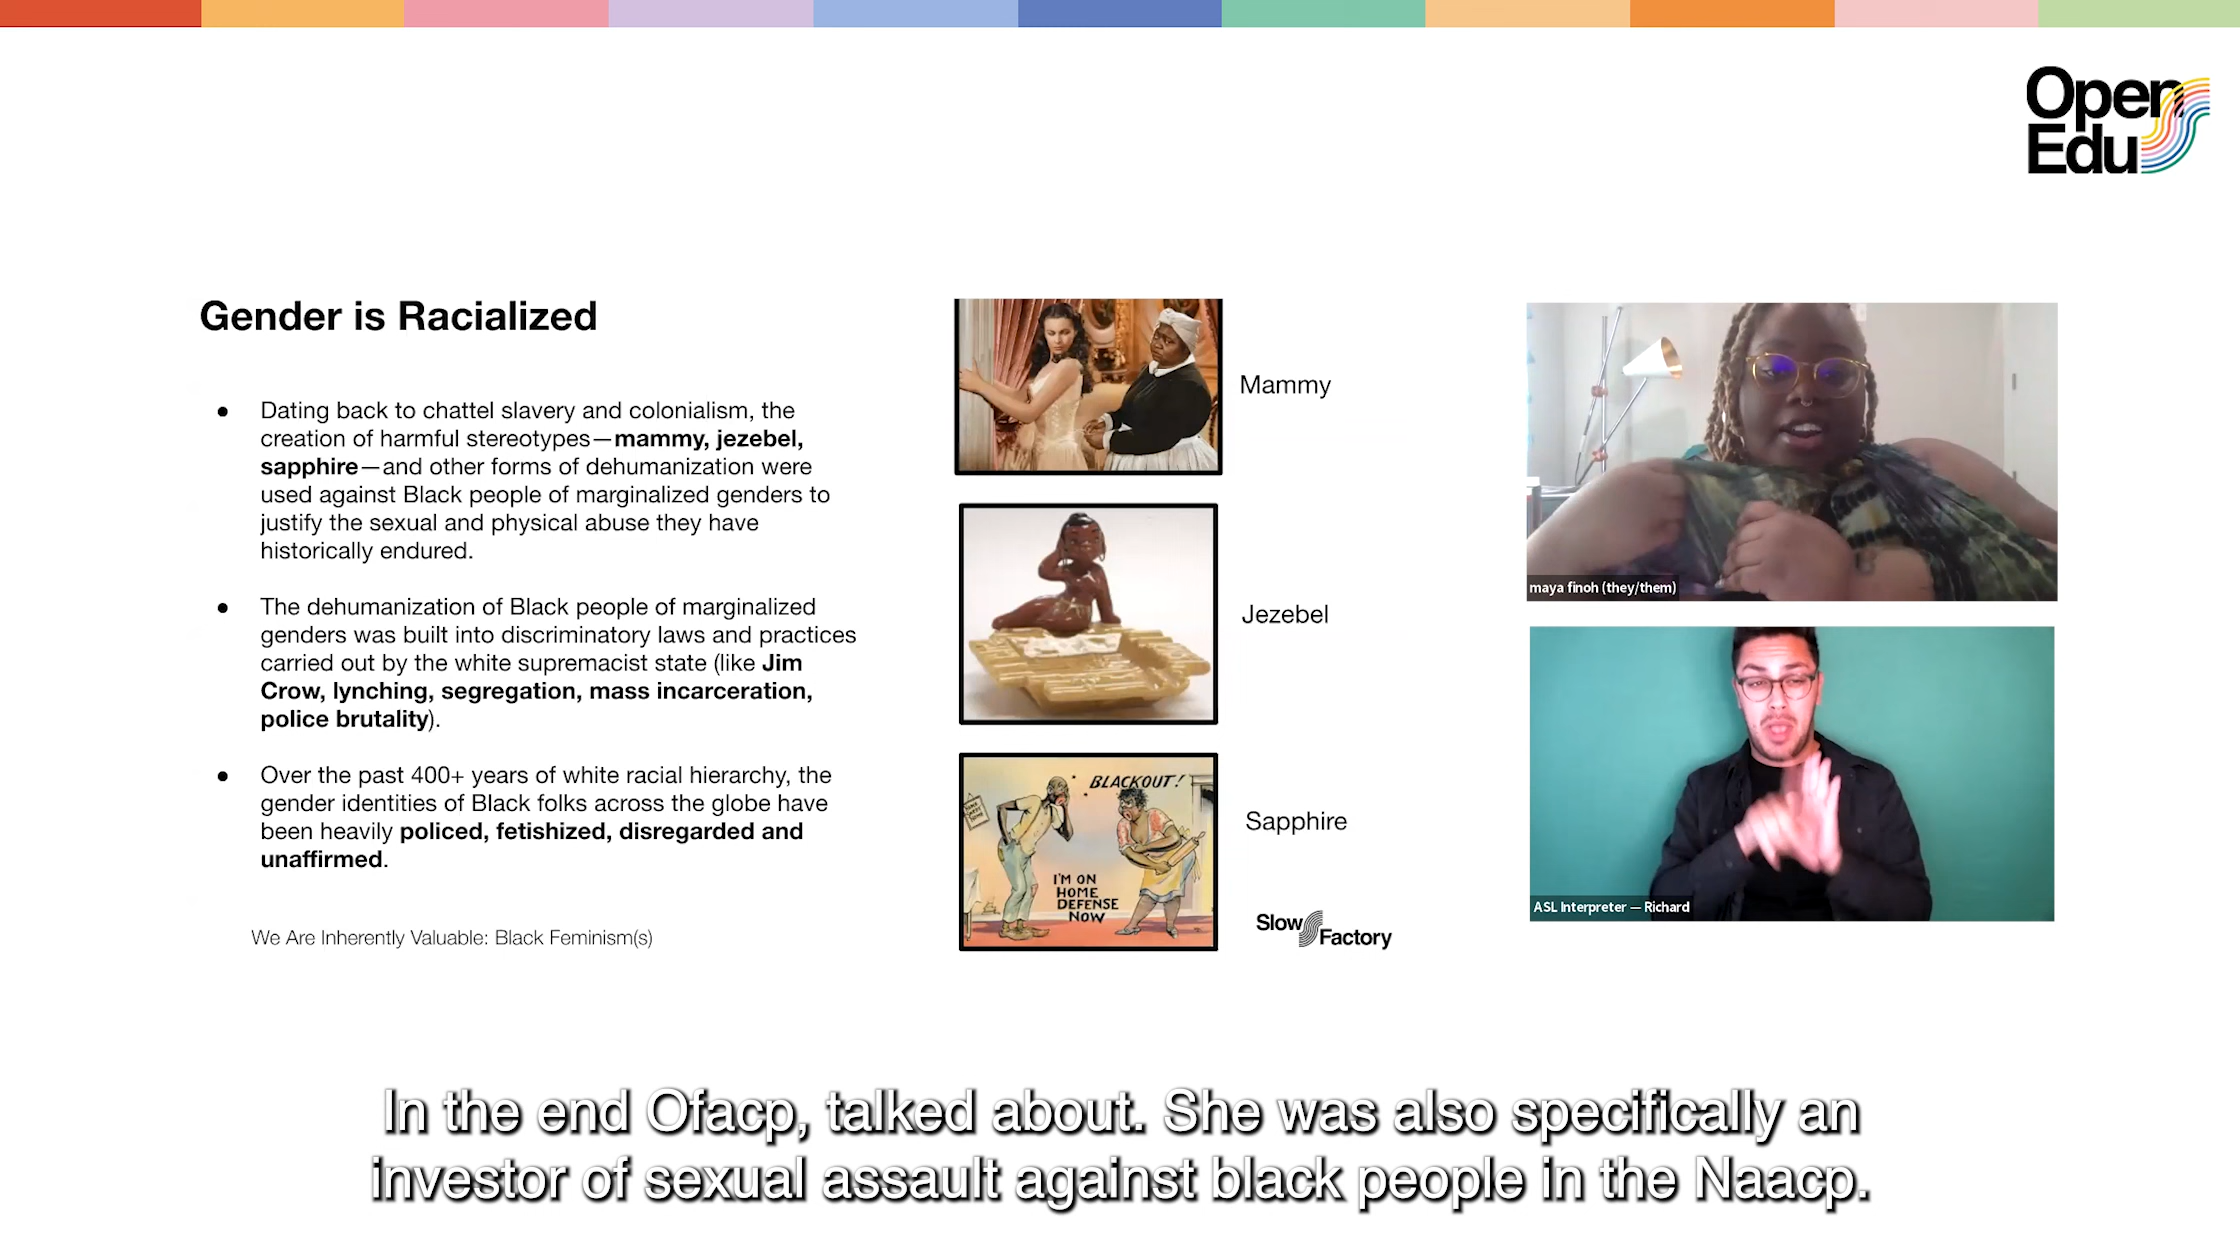 Open
Edu
Gender is Racialized
● Dating back to chattel slavery and colonialism, the
creation of harmful stereotypes—mammy, jezebel,
sapphire—and other forms of dehumanization were
used against Black people of marginalized genders to
justify the sexual and physical abuse they have
historically endured.
● The dehumanization of Black people of marginalized
genders was built into discriminatory laws and practices
carried out by the white supremacist state (like Jim
Crow, lynching, segregation, mass incarceration,
police brutality).
● Over the past 400+ years of white racial hierarchy, the
gender identities of Black folks across the globe have
been heavily policed, fetishized, disregarded and
unaffirmed.
We Are Inherently Valuable: Black Feminism(s)
Mammy
Jezebel
BLACKOUT!
I'M ON
HOME
DEFENSE
NOW
Sapphire
Slow
Factory
maya finoh (they/them)
ASL Interpreter — Richard
In the end Ofacp, talked about. She was also specifically an
investor of sexual assault against black people in the Naacp.